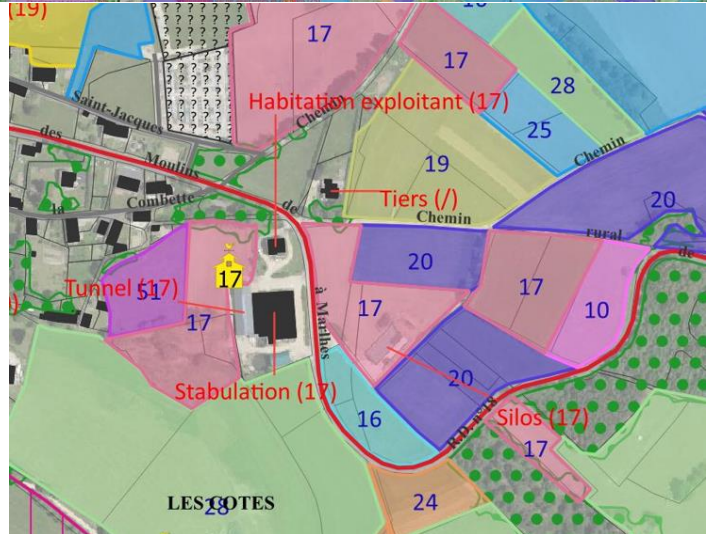 (19)
17
16
17
28
Habitation exploitant (17)
Saint-Jacques
Chemin
25
Chemin
des
Moulins
19
Tiers (/)
20
la
Combette
de
Chemin
rural
de
17
20
Tunnel (17)
51
17
17
17
10
à Marlhes
Stabulation (17)
20
16
R.D. n°18
Silos (17)
17
LES COTES
28
24